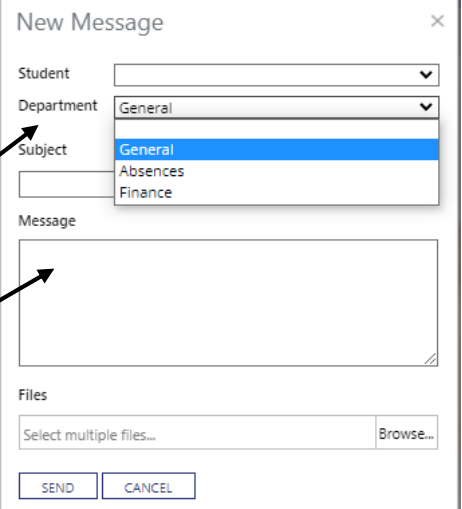 New Message ×
Student
Department General
Subject
General
Absences
Finance
Message
Files
Select multiple files... Browse...
SEND CANCEL